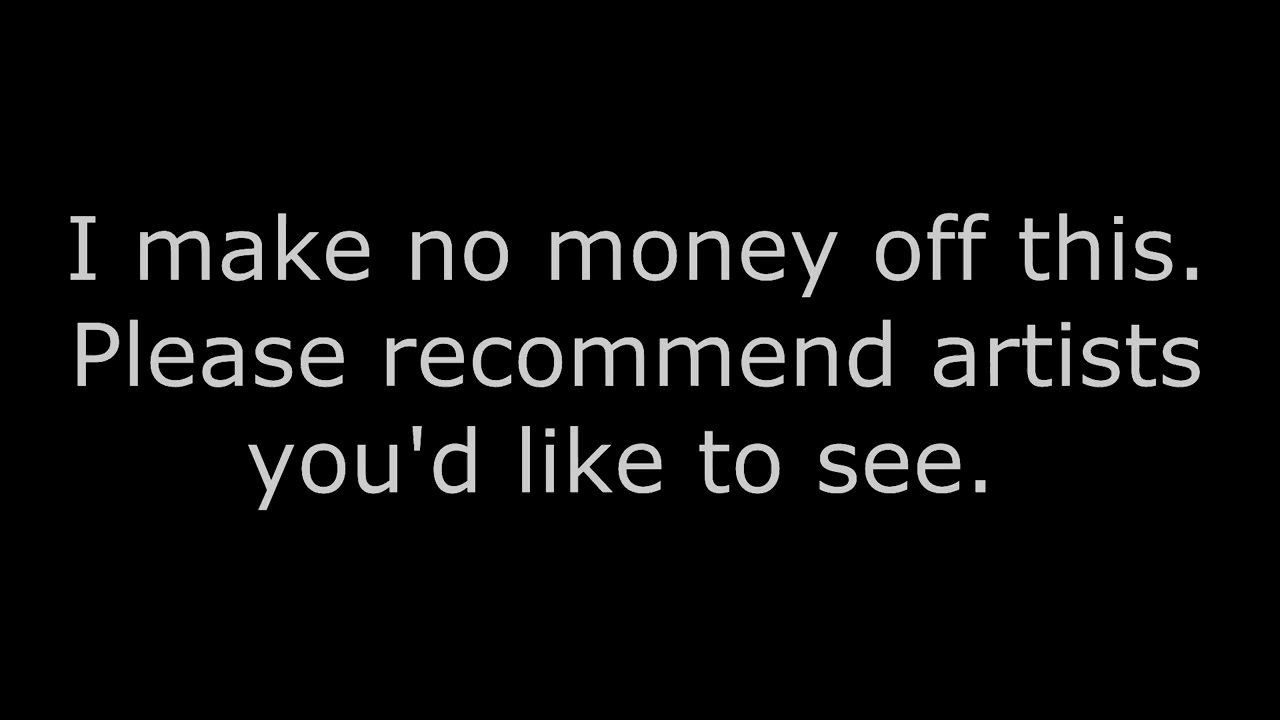 I make no money off this.
Please recommend artists
you'd like to see.